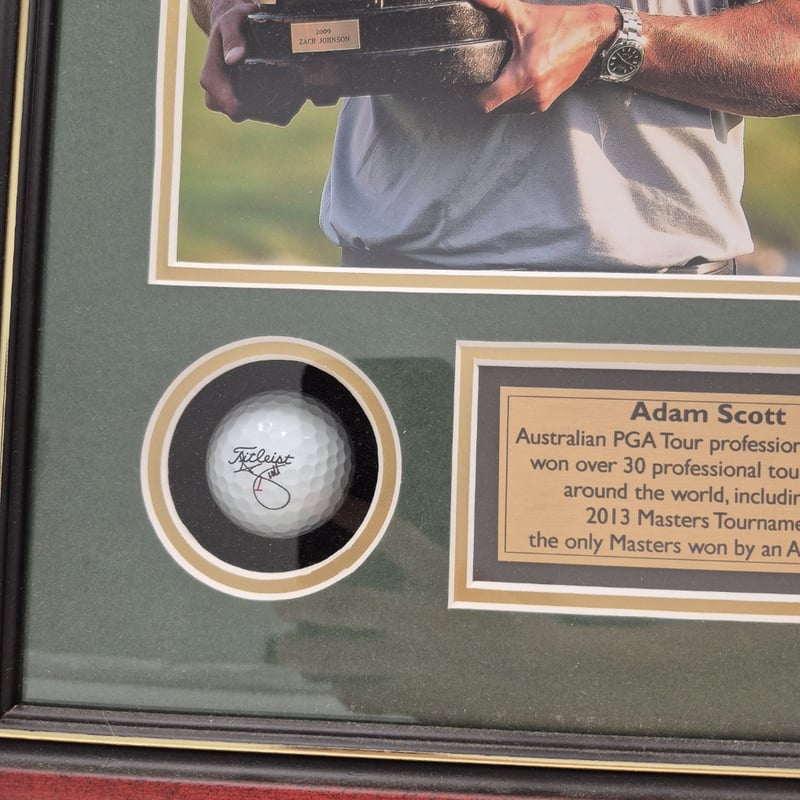 2009
ZACH JOHNSON
Titleist
1
Adam Scott
Australian PGA Tour profession
won over 30 professional tou
around the world, includin
2013 Masters Tourname
the only Masters won by an A